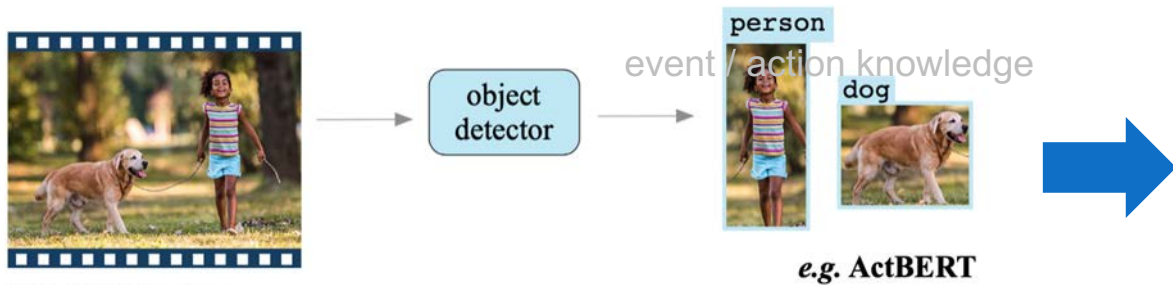 person
event / action knowledge
dog
object
detector
e.g. ActBERT